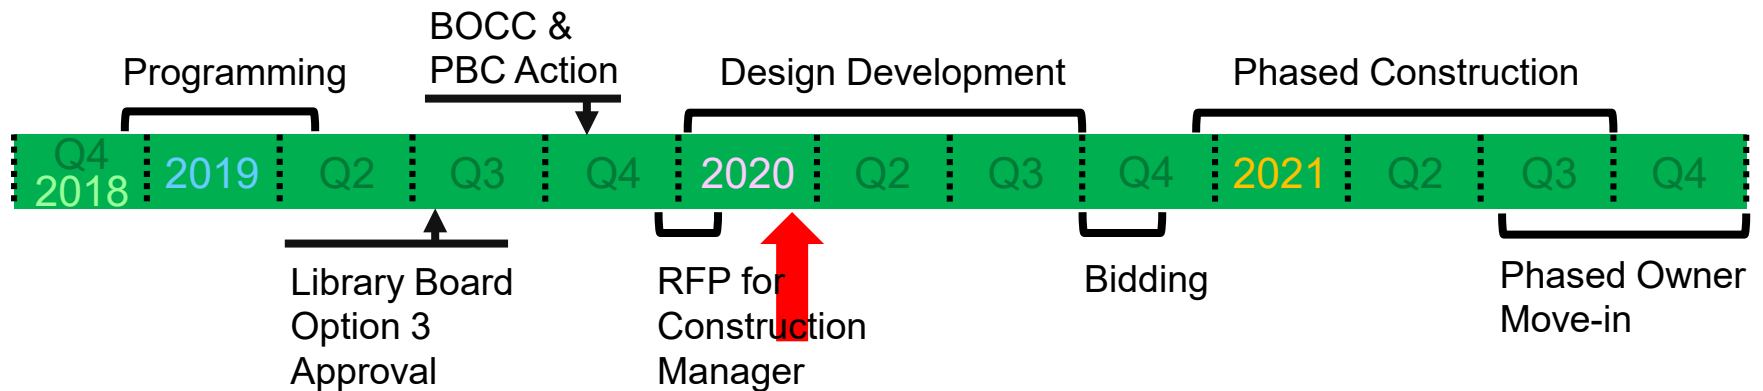 BOCC &
PBC Action
Programming
Design Development
Phased Construction
Q4
2018
2019
Q2
Q3
Q4
2020
Q2
Q3
Q4
2021
Q2
Q3
Q4
Library Board
Option 3
Approval
RFP for
Construction
Manager
Bidding
Phased Owner
Move-in